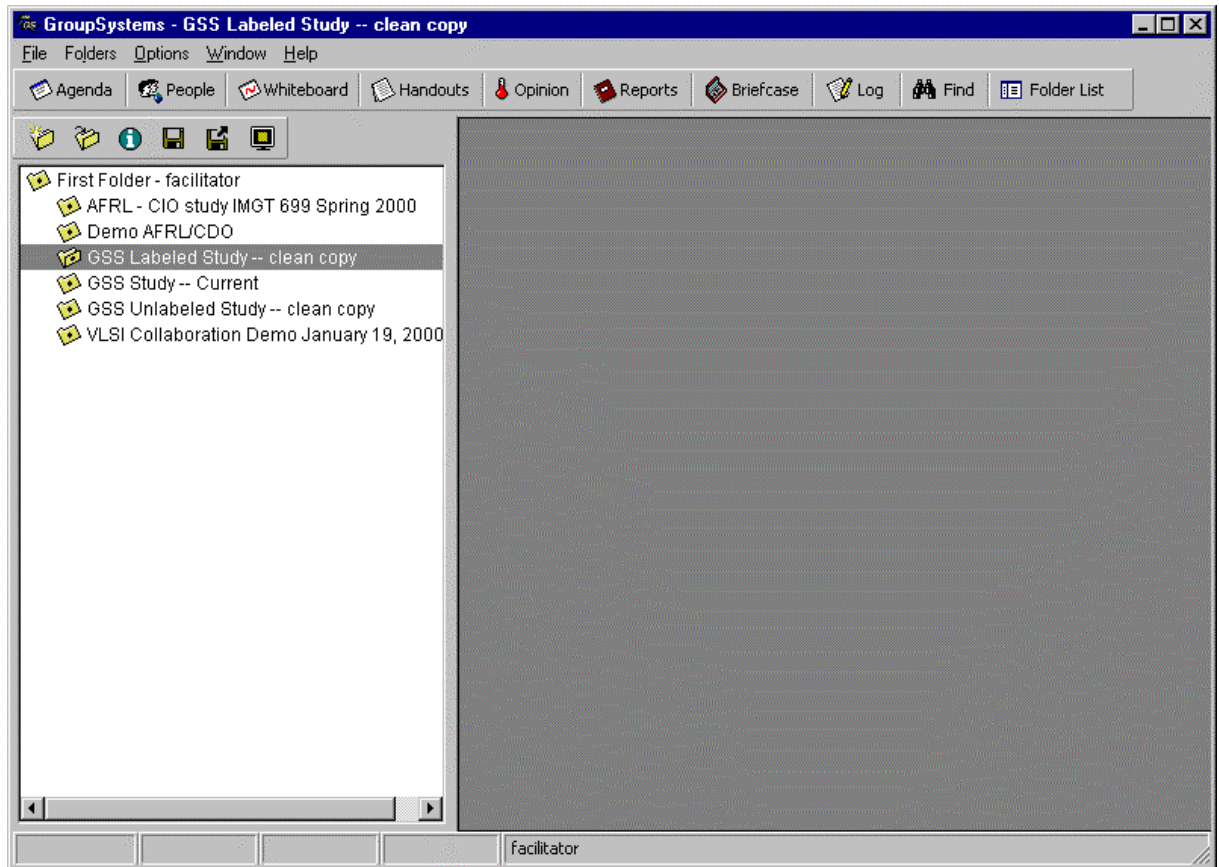 GroupSystems - GSS Labeled Study -- clean copy
File Folders Options Window Help
Agenda People Whiteboard Handouts Opinion Reports Briefcase Log Find Folder List
First Folder - facilitator
AFRL - CIO study IMGT 699 Spring 2000
Demo AFRL/CDO
GSS Labeled Study -- clean copy
GSS Study -- Current
GSS Unlabeled Study -- clean copy
VLSI Collaboration Demo January 19, 2000
facilitator